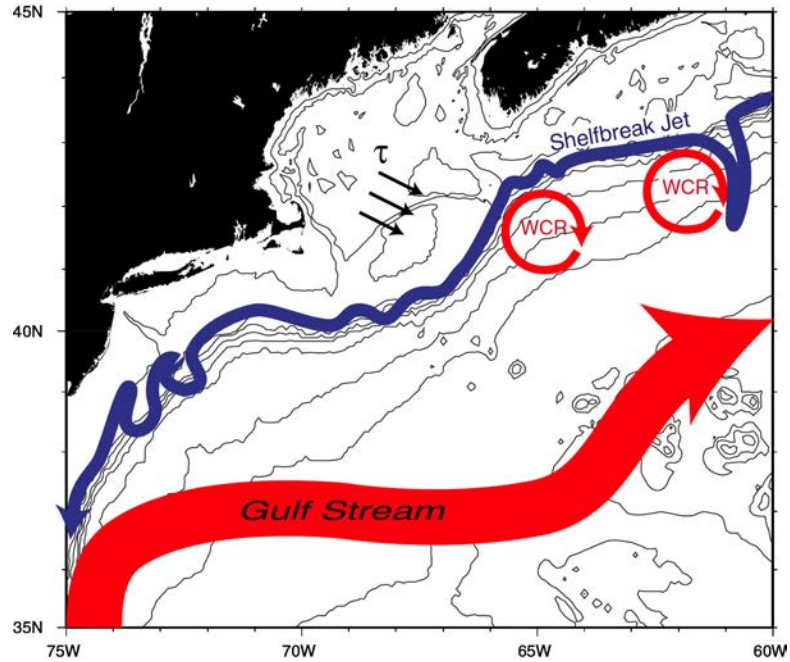 45N
Shelfbreak Jet
τ
WCR
WCR
40N
Gulf Stream
35N
75W
70W
65W
60W